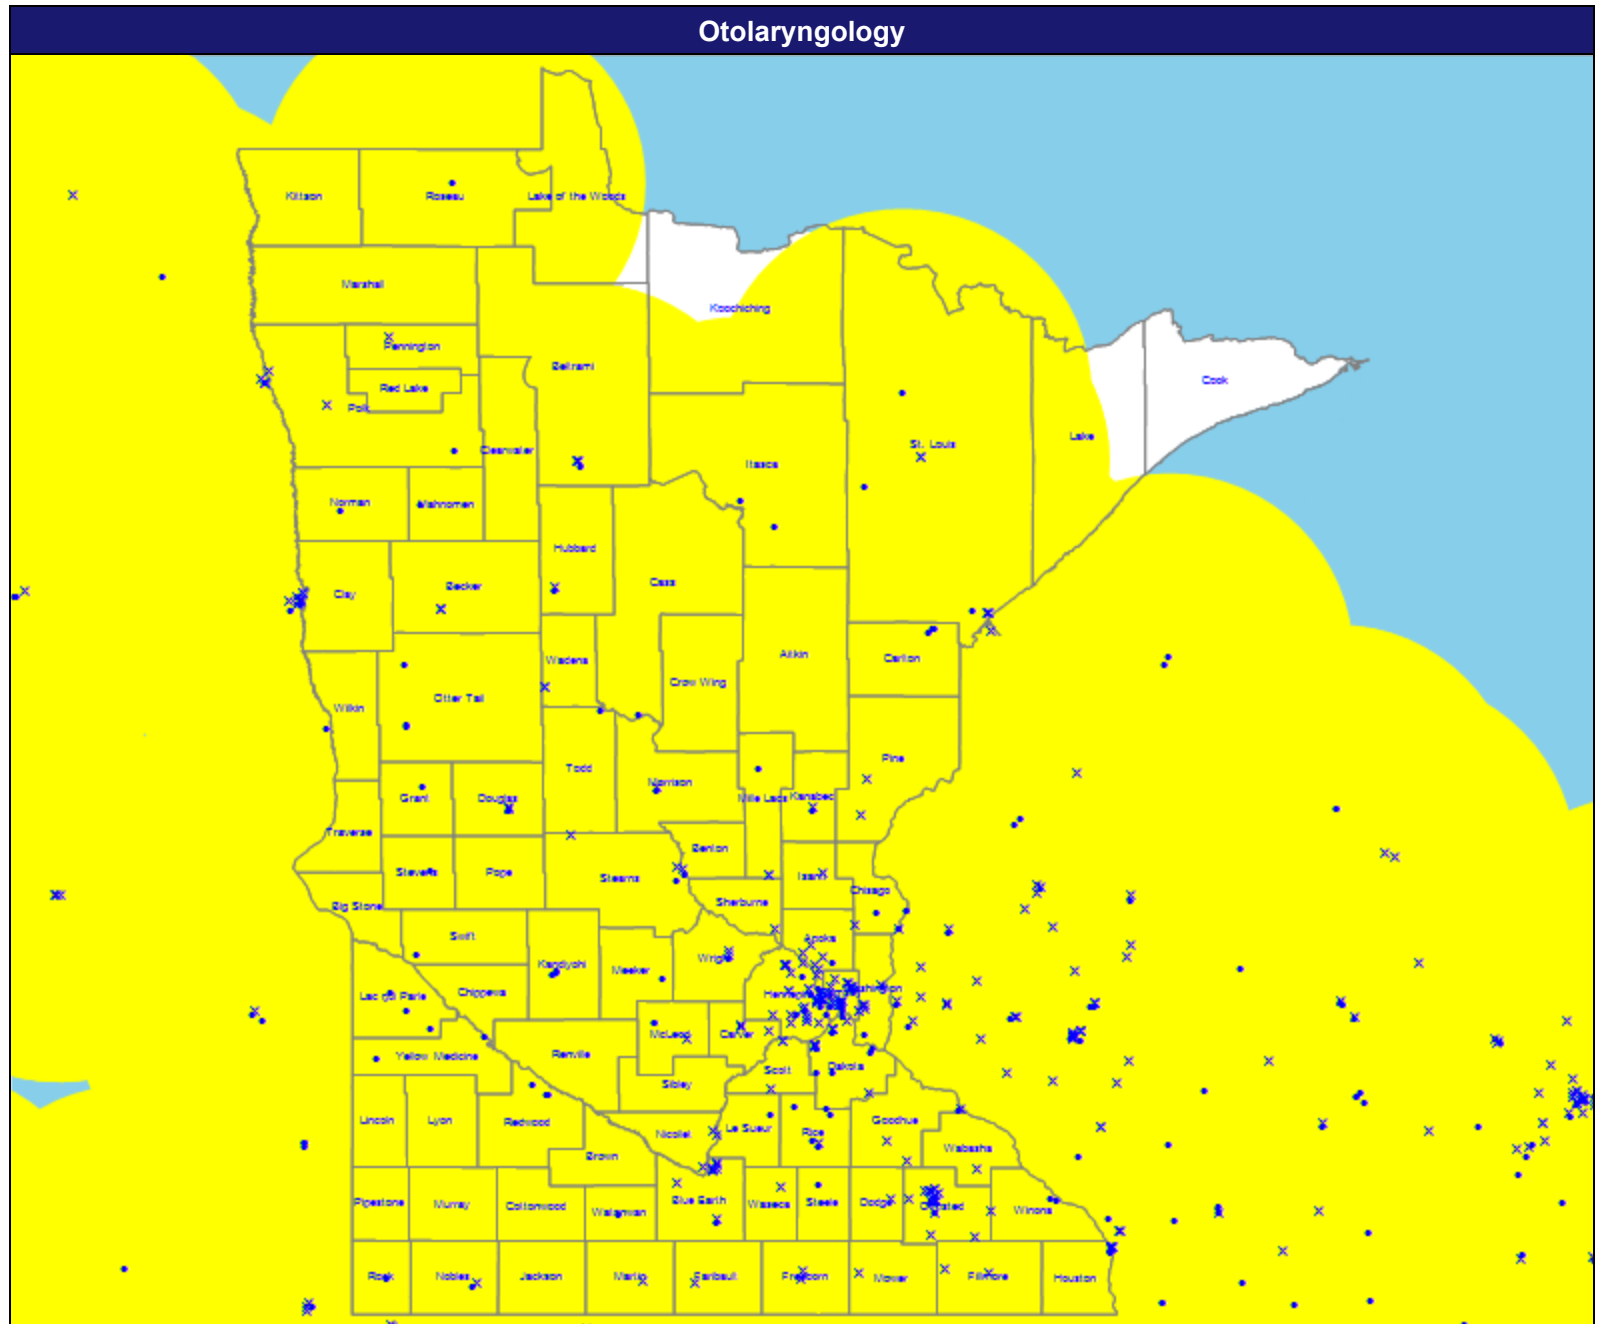 Otolaryngology
Kittson
Roseau
Lake of the Woods
Marshall
Koochiching
Pennington
Beltrami
Cook
Red Lake
Polk
Lake
St. Louis
Clearwater
Itasca
Norman
Mahnomen
Hubbard
Cass
Clay
Becker
Aitkin
Carlton
Wadena
Crow Wing
Otter Tail
Wilkin
Pine
Todd
Morrison
Mille Lacs
Kanabec
Grant
Douglas
Traverse
Benton
Stevens
Pope
Stearns
Isanti
Chisago
Sherburne
Big Stone
Swift
Anoka
Wright
Kandiyohi
Meeker
Hennepin
Washington
Lac qui Parle
Chippewa
McLeod
Carver
Renville
Yellow Medicine
Scott
Dakota
Sibley
Lincoln
Lyon
Redwood
Goodhue
Le Sueur
Rice
Nicollet
Wabasha
Brown
Pipestone
Murray
Cottonwood
Watonwan
Blue Earth
Waseca
Steele
Dodge
Olmsted
Winona
Rock
Nobles
Jackson
Martin
Faribault
Freeborn
Mower
Fillmore
Houston